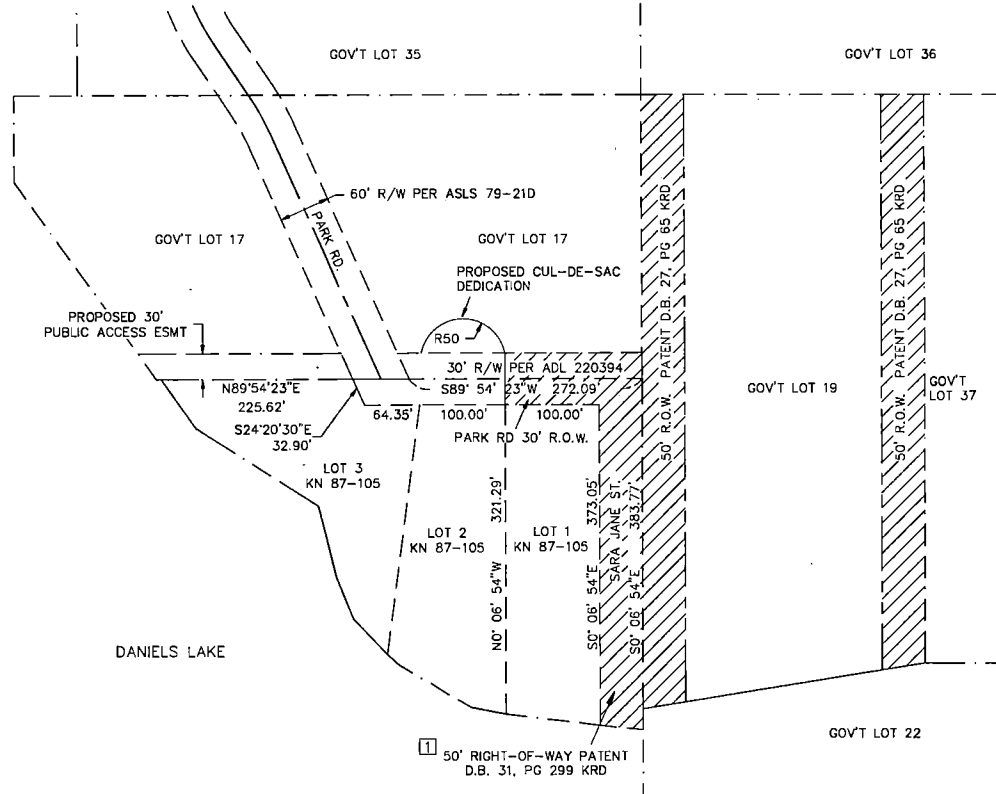 GOV'T LOT 35
GOV'T LOT 36
60' R/W PER ASLS 79-21D
PARK RD.
GOV'T LOT 17
GOV'T LOT 17
PROPOSED CUL-DE-SAC
DEDICATION
R50
PROPOSED 30'
PUBLIC ACCESS ESMT
30' R/W PER ADL 220394
N89°54'23"E
225.62'
S89° 54' 23"W 272.09'
S24°20'30"E
32.90'
64.35'
100.00'
100.00'
PARK RD 30' R.O.W.
LOT 3
KN 87-105
LOT 2
KN 87-105
N0° 06' 54"W 321.29'
LOT 1
KN 87-105
S0° 06' 54"E 373.05'
SARA JANE ST.
S0° 06' 54"E 383.77'
50' R.O.W. PATENT D.B. 27, PG 65 KRD
GOV'T LOT 19
50' R.O.W. PATENT D.B. 27, PG 65 KRD
GOV'T
LOT 37
DANIELS LAKE
GOV'T LOT 22
1 50' RIGHT-OF-WAY PATENT
D.B. 31, PG 299 KRD